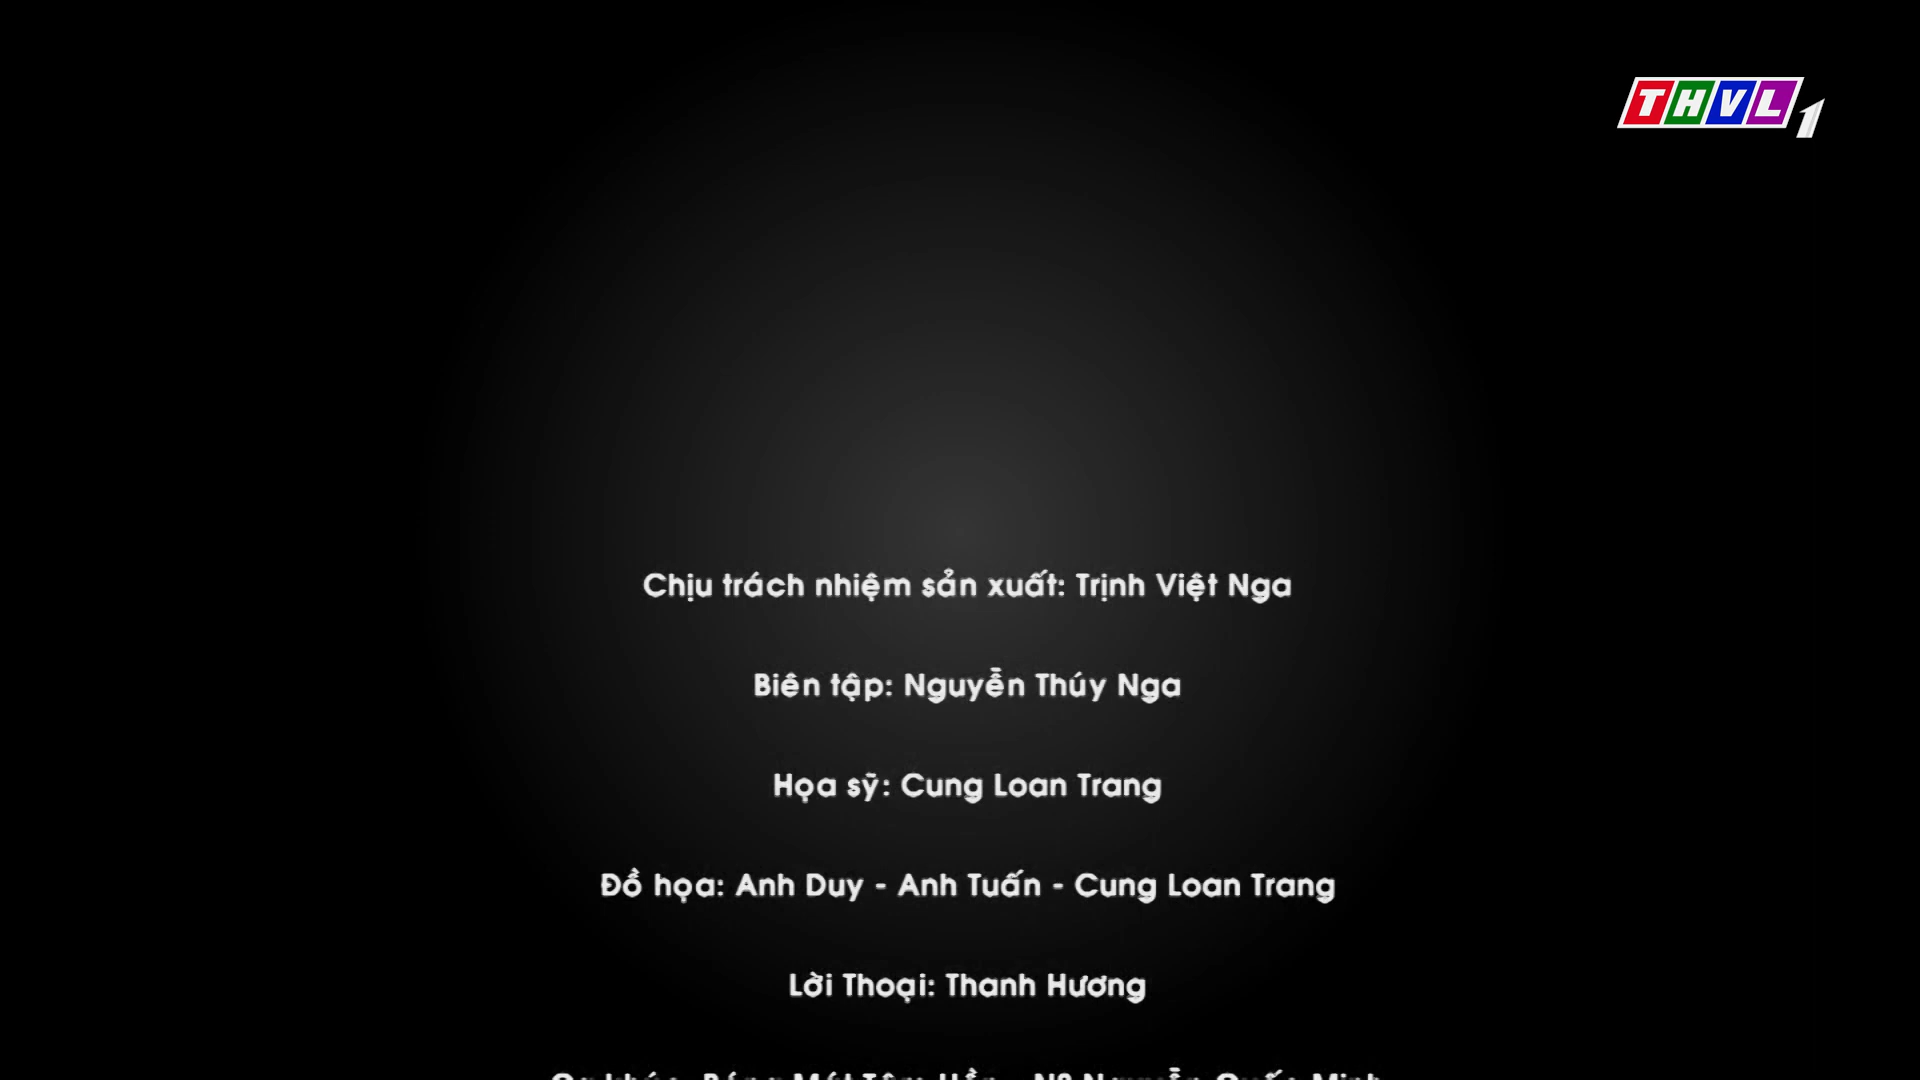 THVL1
Chịu trách nhiệm sản xuất: Trịnh Việt Nga
Biên tập: Nguyễn Thúy Nga
Họa sỹ: Cung Loan Trang
Đồ họa: Anh Duy - Anh Tuấn - Cung Loan Trang
Lời Thoại: Thanh Hương